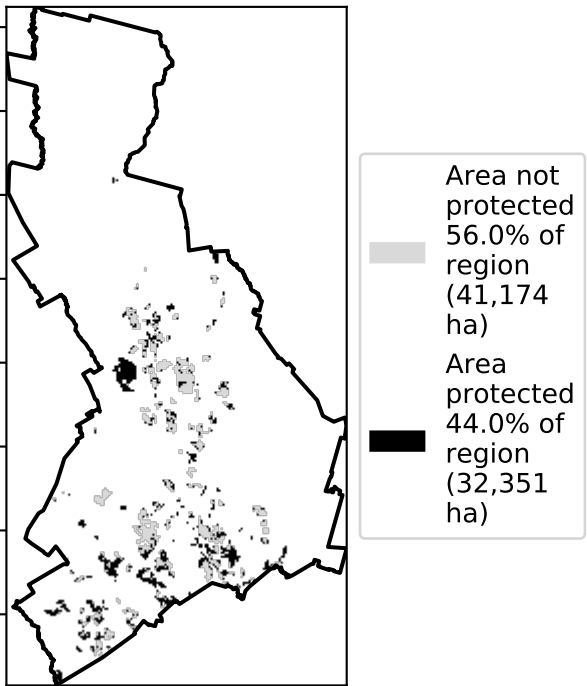 Area not
protected
56.0% of
region
(41,174
ha)
Area
protected
44.0% of
region
(32,351
ha)